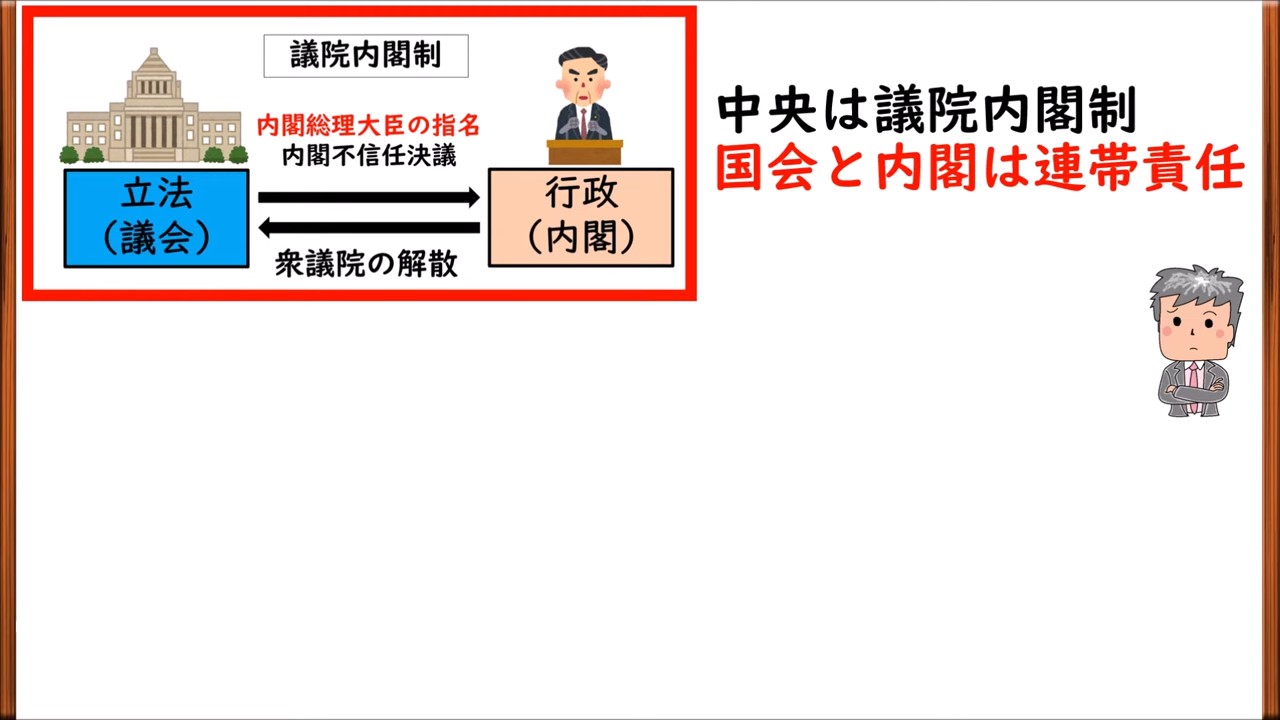 議院内閣制
内閣総理大臣の指名
内閣不信任決議
立法
（議会）
行政
（内閣）
衆議院の解散
中央は議院内閣制
国会と内閣は連帯責任